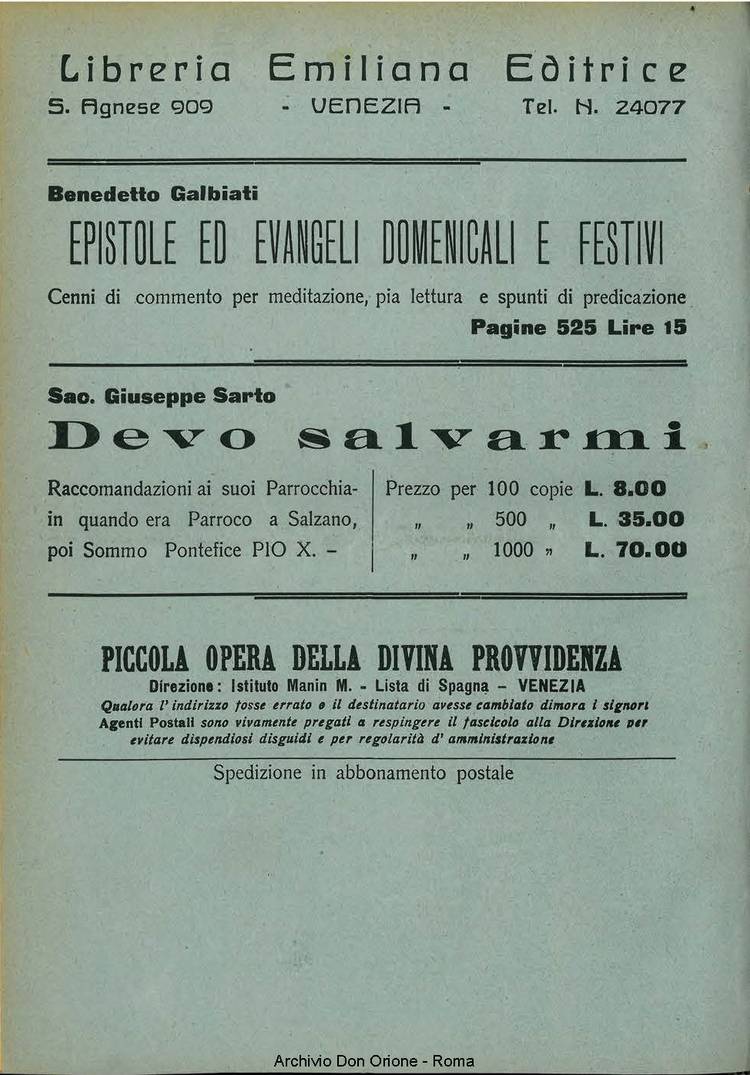 Libreria Emiliana Editrice
S. Agnese 909 - VENEZIA - Tel. N. 24077
Benedetto Galbiati
EPISTOLE ED EVANGELI DOMENICALI E FESTIVI
Cenni di commento per meditazione, pia lettura e spunti di predicazione
Pagine 525 Lire 15
Sac. Giuseppe Sarto
Devo salvarmi
Raccomandazioni ai suoi Parrocchia-
in quando era Parroco a Salzano,
poi Sommo Pontefice PIO X. -
Prezzo per 100 copie L. 8.00
„ „ 500 „ L. 35.00
„ „ 1000 „ L. 70.00
PICCOLA OPERA DELLA DIVINA PROVVIDENZA
Direzione: Istituto Manin M. - Lista di Spagna - VENEZIA
Qualora l'indirizzo fosse errato o il destinatario avesse cambiato dimora i signori
Agenti Postali sono vivamente pregati a respingere il fascicolo alla Direzione per
evitare dispendiosi disguidi e per regolarità d'amministrazione
Spedizione in abbonamento postale
Archivio Don Orione - Roma